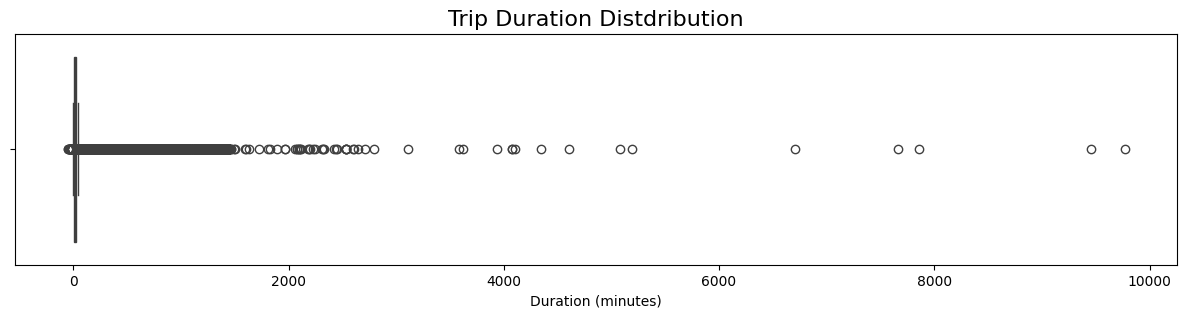 Trip Duration Distdribution
0 2000 4000 6000 8000 10000
Duration (minutes)